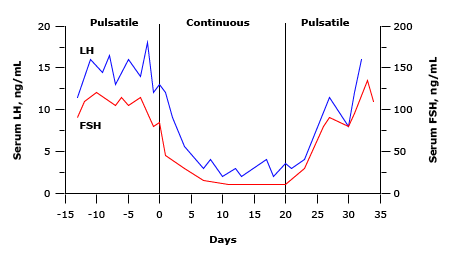 Pulsatile Continuous Pulsatile
20 200
LH
15 150
10 100
FSH
5 50
0 0
Serum LH, ng/mL
Serum FSH, ng/mL
-15 -10 -5 0 5 10 15 20 25 30 35
Days